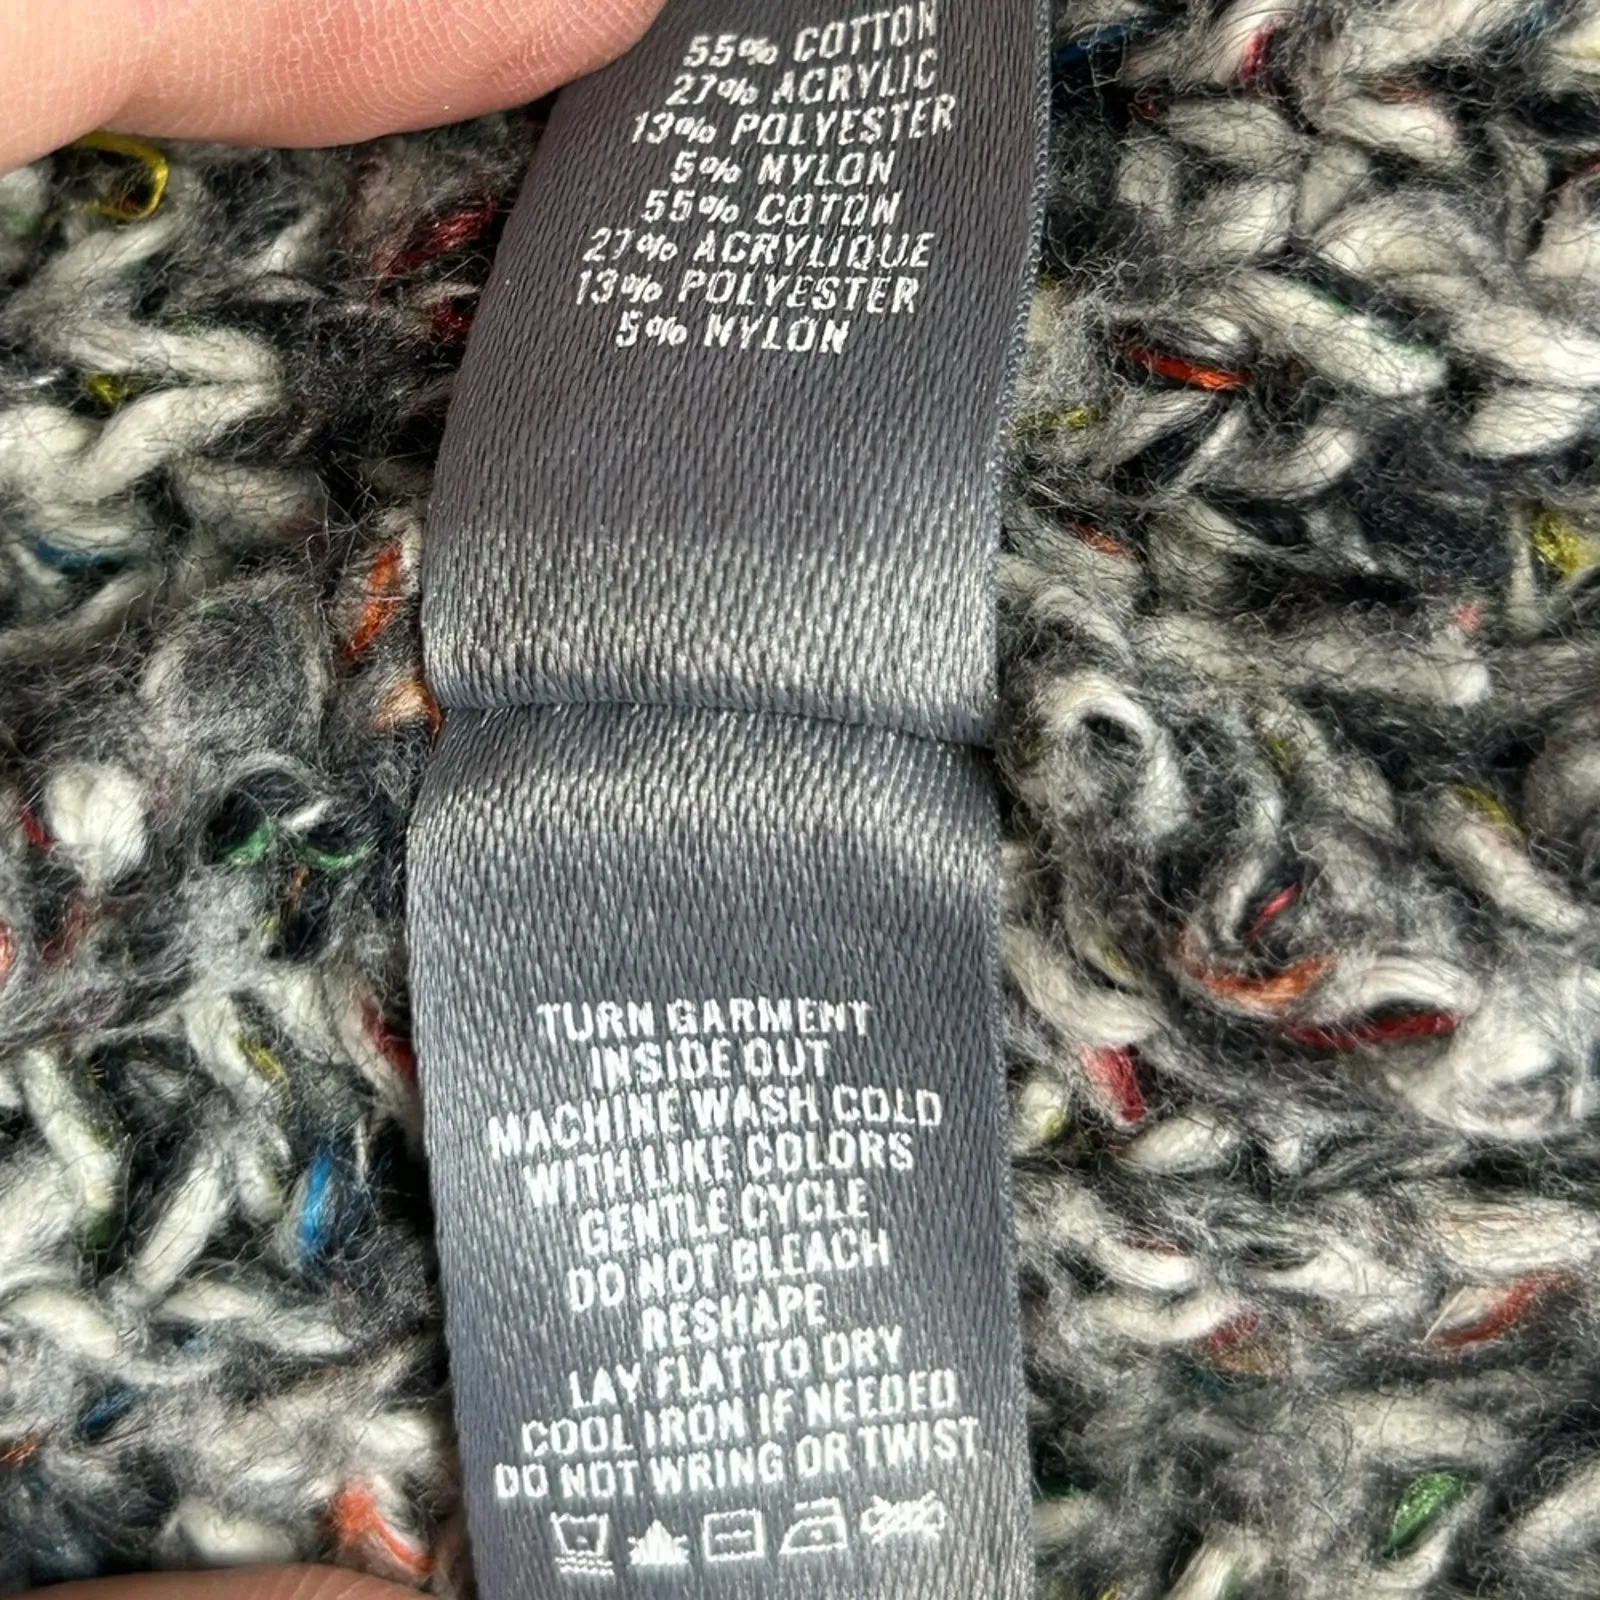 55% COTTON
27% ACRYLIC
13% POLYESTER
5% NYLON
55% COTON
27% ACRYLIQUE
13% POLYESTER
5% NYLON
TURN GARMENT
INSIDE OUT
MACHINE WASH COLD
WITH LIKE COLORS
GENTLE CYCLE
DO NOT BLEACH
RESHAPE
LAY FLAT TO DRY
COOL IRON IF NEEDED
DO NOT WRING OR TWIST